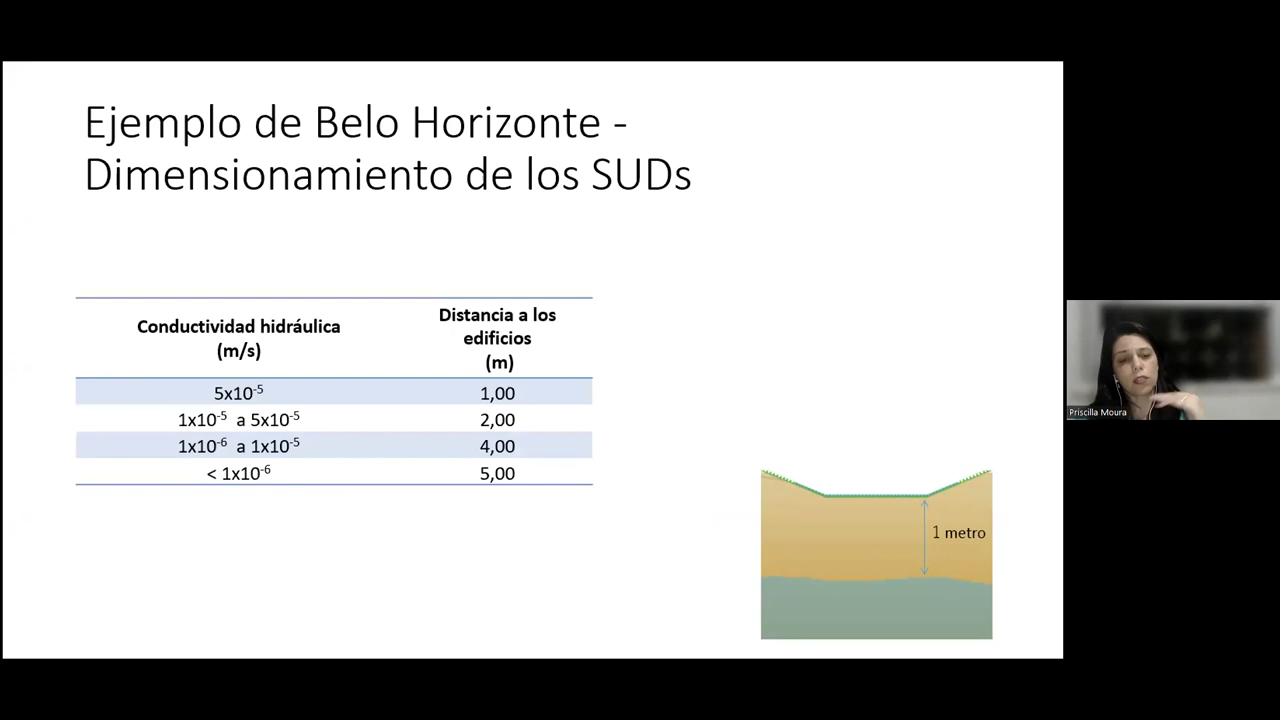 Ejemplo de Belo Horizonte -
Dimensionamiento de los SUDs
Conductividad hidráulica
(m/s)
Distancia a los
edificios
(m)
5x10⁻⁵ 1,00
1x10⁻⁵ a 5x10⁻⁵ 2,00
1x10⁻⁶ a 1x10⁻⁵ 4,00
< 1x10⁻⁶ 5,00
1 metro
Priscilla Moura